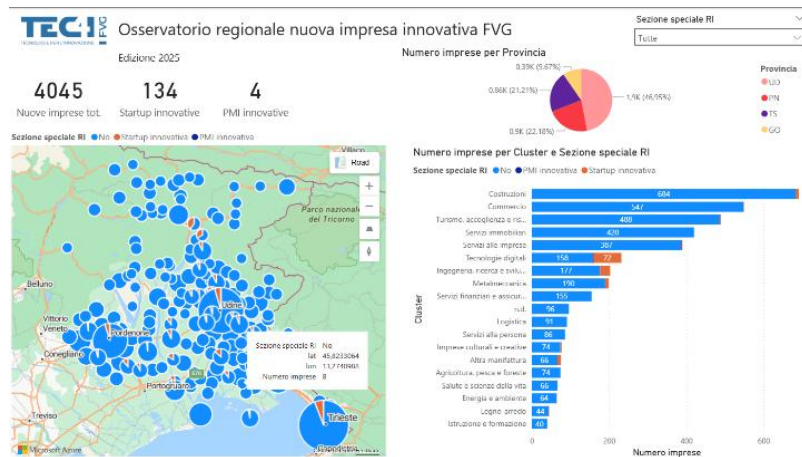 TEC4I FVG
Osservatorio regionale nuova impresa innovativa FVG
Edizione 2025
4045
Nuove imprese tot.
134
Startup innovative
4
PMI innovative
Sezione speciale RI
Tutte
Numero imprese per Provincia
0,39K (9,67%)
0,86K (21,21%)
0,9K (22,18%)
1,9K (46,95%)
Provincia
UD
PN
TS
GO
Sezione speciale RI No Startup innovativa PMI innovativa
Road
Villaco
Parco nazionale
del Tricorno
Belluno
Vittorio
Veneto
Conegliano
Pordenone
Udine
Portogruaro
Treviso
Trieste
Microsoft Azure
Sezione speciale RI No
lat 45,8233064
lon 13,2740908
Numero imprese 8
Numero imprese per Cluster e Sezione speciale RI
Sezione speciale RI No PMI innovativa Startup innovativa
Cluster
Costruzioni 684
Commercio 547
Turismo, accoglienza e ris... 488
Servizi immobiliari 420
Servizi alle imprese 387
Tecnologie digitali 158 72
Ingegneria, ricerca e svilu... 177
Metalmeccanica 190
Servizi finanziari e assicur... 155
n.d. 96
Logistica 91
Servizi alla persona 86
Imprese culturali e creative 74
Altra manifattura 66
Agricoltura, pesca e foreste 74
Salute e scienze della vita 66
Energia e ambiente 64
Legno arredo 44
Istruzione e formazione 40
0 200 400 600
Numero imprese